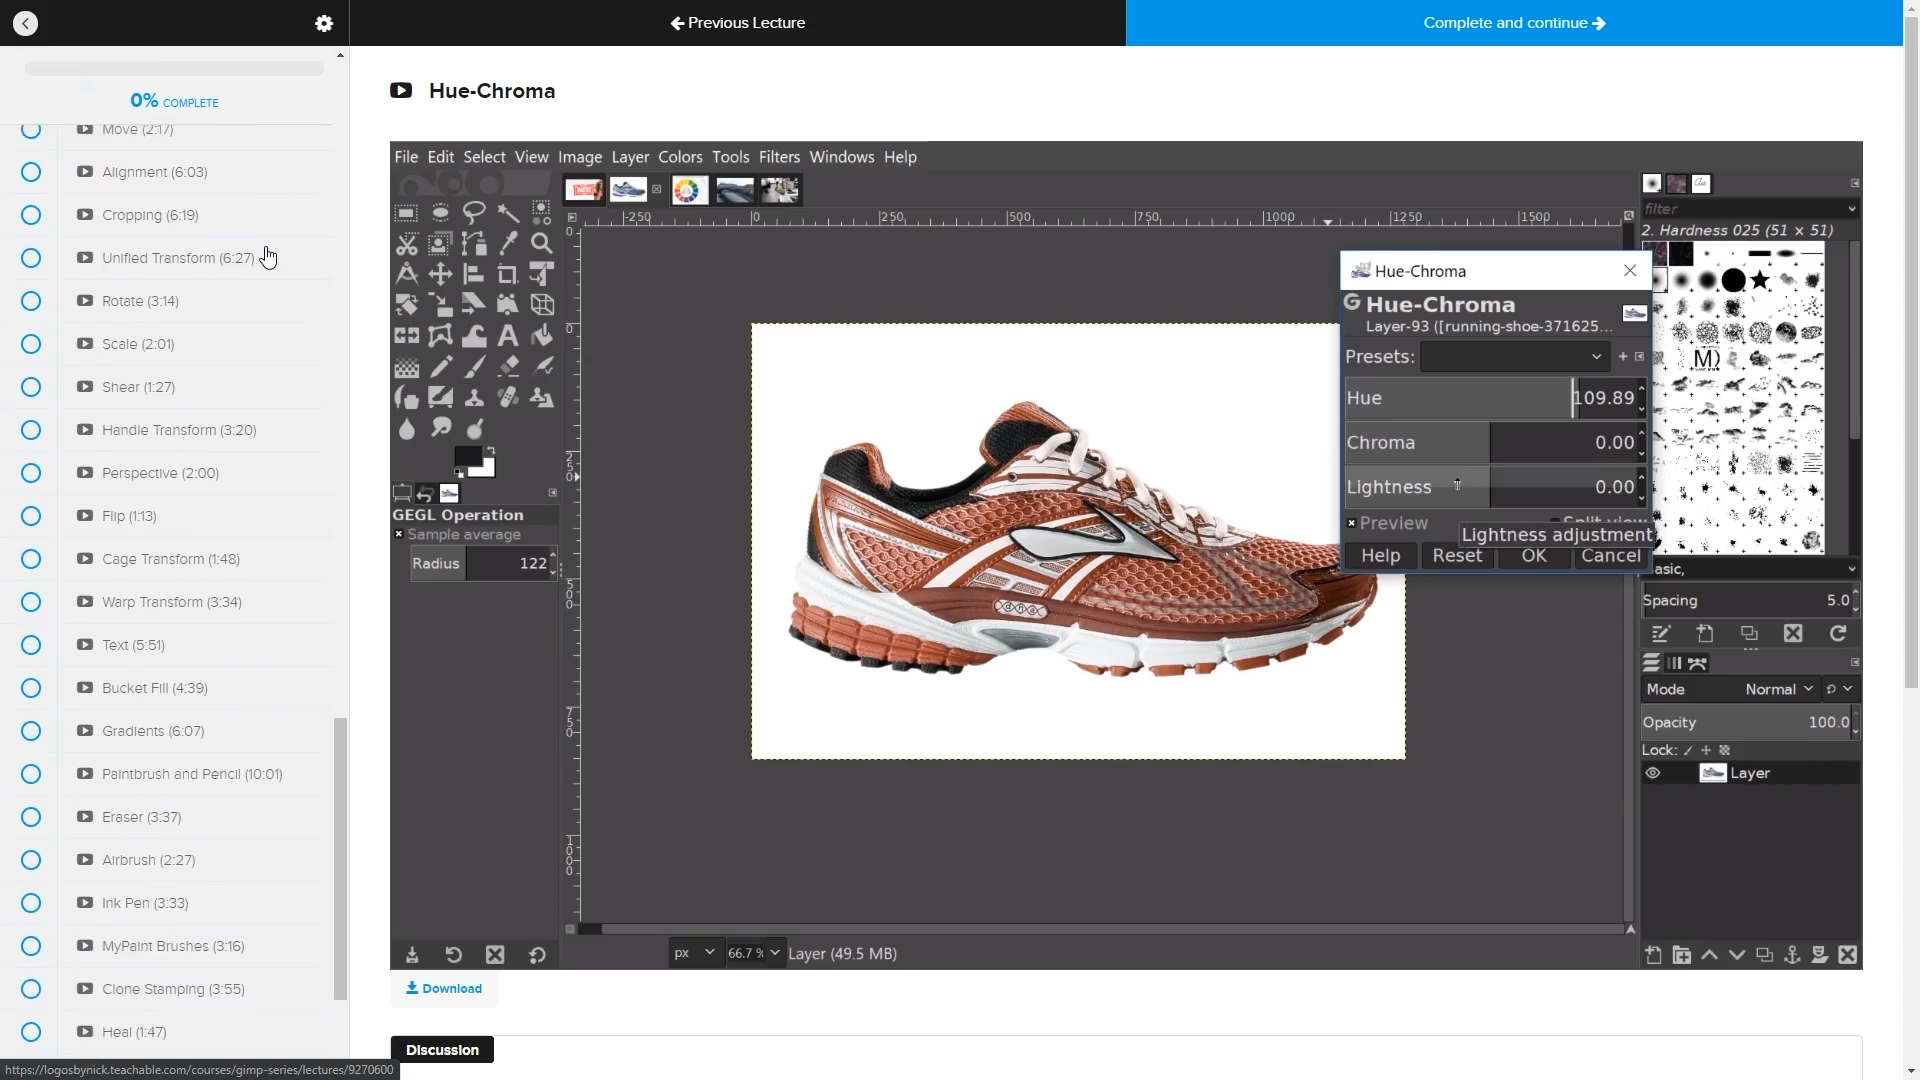 Previous Lecture
Complete and continue
0% COMPLETE
Move (2:17)
Alignment (6:03)
Cropping (6:19)
Unified Transform (6:27)
Rotate (3:14)
Scale (2:01)
Shear (1:27)
Handle Transform (3:20)
Perspective (2:00)
Flip (1:13)
Cage Transform (1:48)
Warp Transform (3:34)
Text (5:51)
Bucket Fill (4:39)
Gradients (6:07)
Paintbrush and Pencil (10:01)
Eraser (3:37)
Airbrush (2:27)
Ink Pen (3:33)
MyPaint Brushes (3:16)
Clone Stamping (3:55)
Heal (1:47)
https://logosbynick.teachable.com/courses/gimp-series/lectures/9270600
Hue-Chroma
File Edit Select View Image Layer Colors Tools Filters Windows Help
-250 0 250 500 750 1000 1250 1500
0
0
250
500
750
1000
GEGL Operation
Sample average
Radius 122
dna
Hue-Chroma
G Hue-Chroma
Layer-93 ([running-shoe-371625...
Presets:
Hue 109.89
Chroma 0.00
Lightness 0.00
Preview Split view
Lightness adjustment
Help Reset OK Cancel
filter
2. Hardness 025 (51 × 51)
asic,
Spacing 5.0
Mode Normal
Opacity 100.0
Lock:
Layer
px 66.7 % Layer (49.5 MB)
Download
Discussion